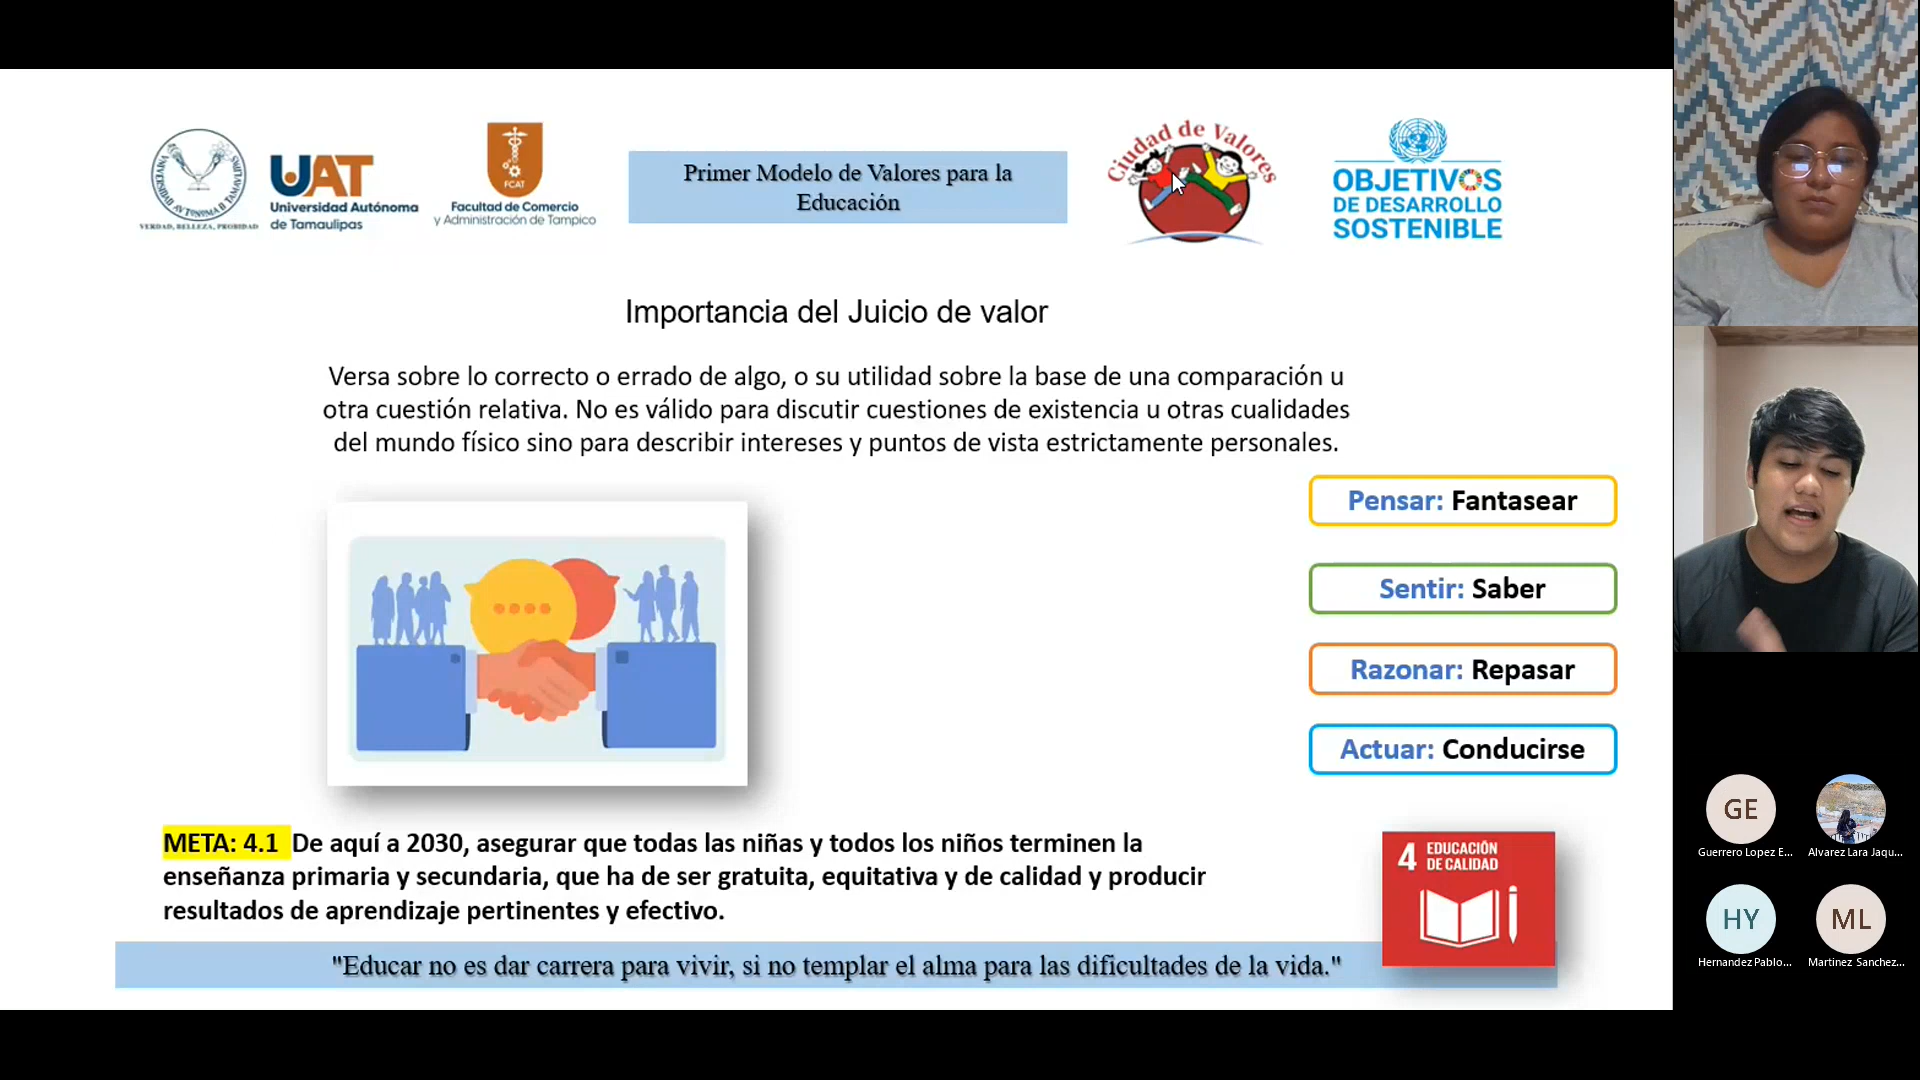 VERDAD, BELLEZA, PROBIDAD
UAT
Universidad Autónoma
de Tamaulipas
FCAT
Facultad de Comercio
y Administración de Tampico
Primer Modelo de Valores para la
Educación
Ciudad de Valores
OBJETIVOS
DE DESARROLLO
SOSTENIBLE
Importancia del Juicio de valor
Versa sobre lo correcto o errado de algo, o su utilidad sobre la base de una comparación u
otra cuestión relativa. No es válido para discutir cuestiones de existencia u otras cualidades
del mundo físico sino para describir intereses y puntos de vista estrictamente personales.
Pensar: Fantasear
Sentir: Saber
Razonar: Repasar
Actuar: Conducirse
META: 4.1 De aquí a 2030, asegurar que todas las niñas y todos los niños terminen la
enseñanza primaria y secundaria, que ha de ser gratuita, equitativa y de calidad y producir
resultados de aprendizaje pertinentes y efectivo.
4 EDUCACIÓN
DE CALIDAD
"Educar no es dar carrera para vivir, si no templar el alma para las dificultades de la vida."
GE
Guerrero Lopez E...
Alvarez Lara Jaqu...
HY
Hernandez Pablo...
ML
Martinez Sanchez...